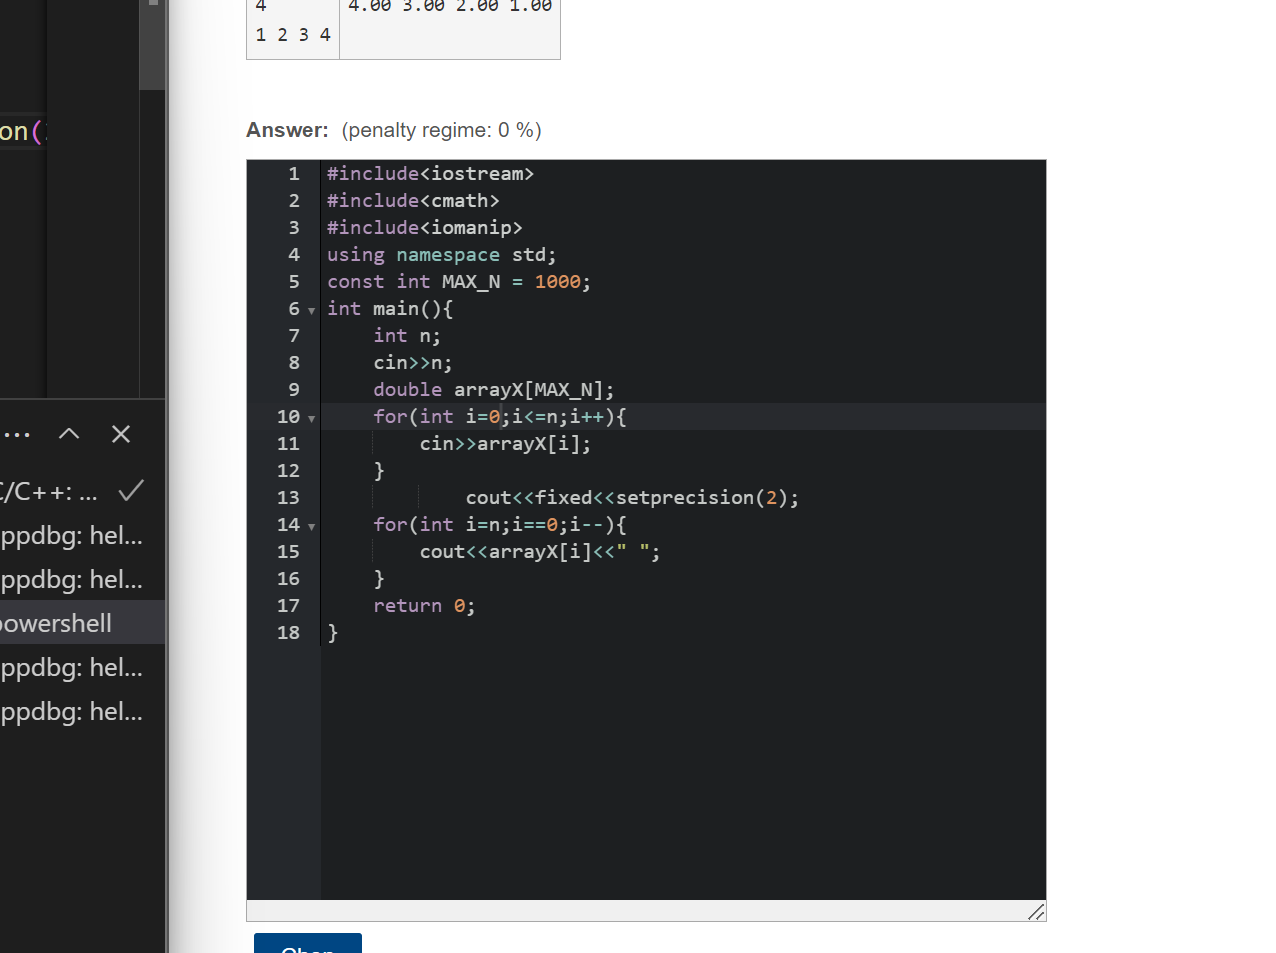 4
4.00 3.00 2.00 1.00
1 2 3 4
Answer: (penalty regime: 0 %)
1 #include<iostream>
2 #include<cmath>
3 #include<iomanip>
4 using namespace std;
5 const int MAX_N = 1000;
6 int main(){
7 int n;
8 cin>>n;
9 double arrayX[MAX_N];
10 for(int i=0;i<=n;i++){
11 cin>>arrayX[i];
12 }
13 cout<<fixed<<setprecision(2);
14 for(int i=n;i==0;i--){
15 cout<<arrayX[i]<<" ";
16 }
17 return 0;
18 }
on(
C/C++: ...
ppdbg: hel...
ppdbg: hel...
powershell
ppdbg: hel...
ppdbg: hel...